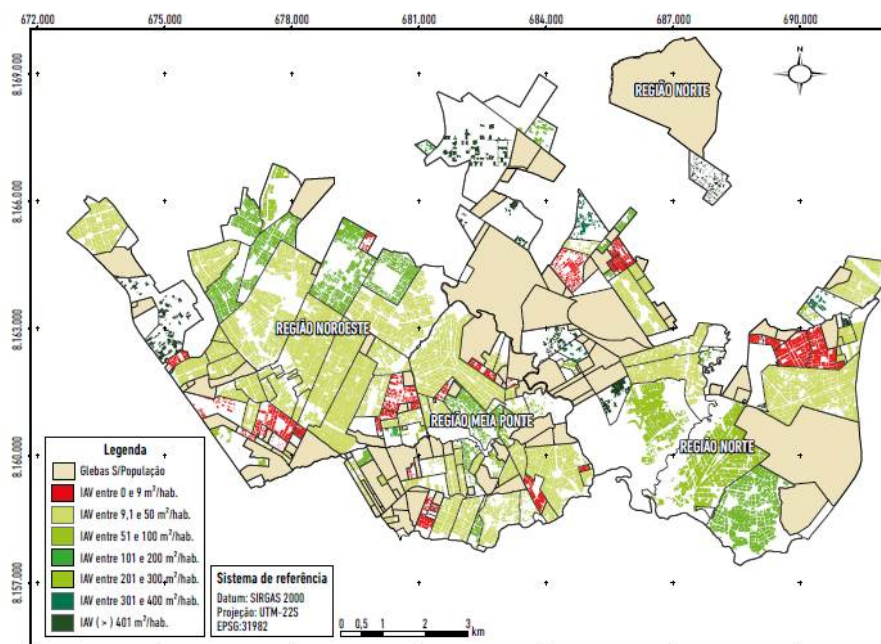 672.000 675.000 678.000 681.000 684.000 687.000 690.000
8.169.000
8.166.000
8.163.000
8.160.000
8.157.000
N
REGIÃO NORTE
REGIÃO NOROESTE
REGIÃO MEIA PONTE
REGIÃO NORTE
Legenda
Glebas S/População
IAV entre 0 e 9 m²/hab.
IAV entre 9,1 e 50 m²/hab.
IAV entre 51 e 100 m²/hab.
IAV entre 101 e 200 m²/hab.
IAV entre 201 e 300 m²/hab.
IAV entre 301 e 400 m²/hab.
IAV ( > ) 401 m²/hab.
Sistema de referência
Datum: SIRGAS 2000
Projeção: UTM-22S
EPSG:31982
0 0,5 1 2 3
km